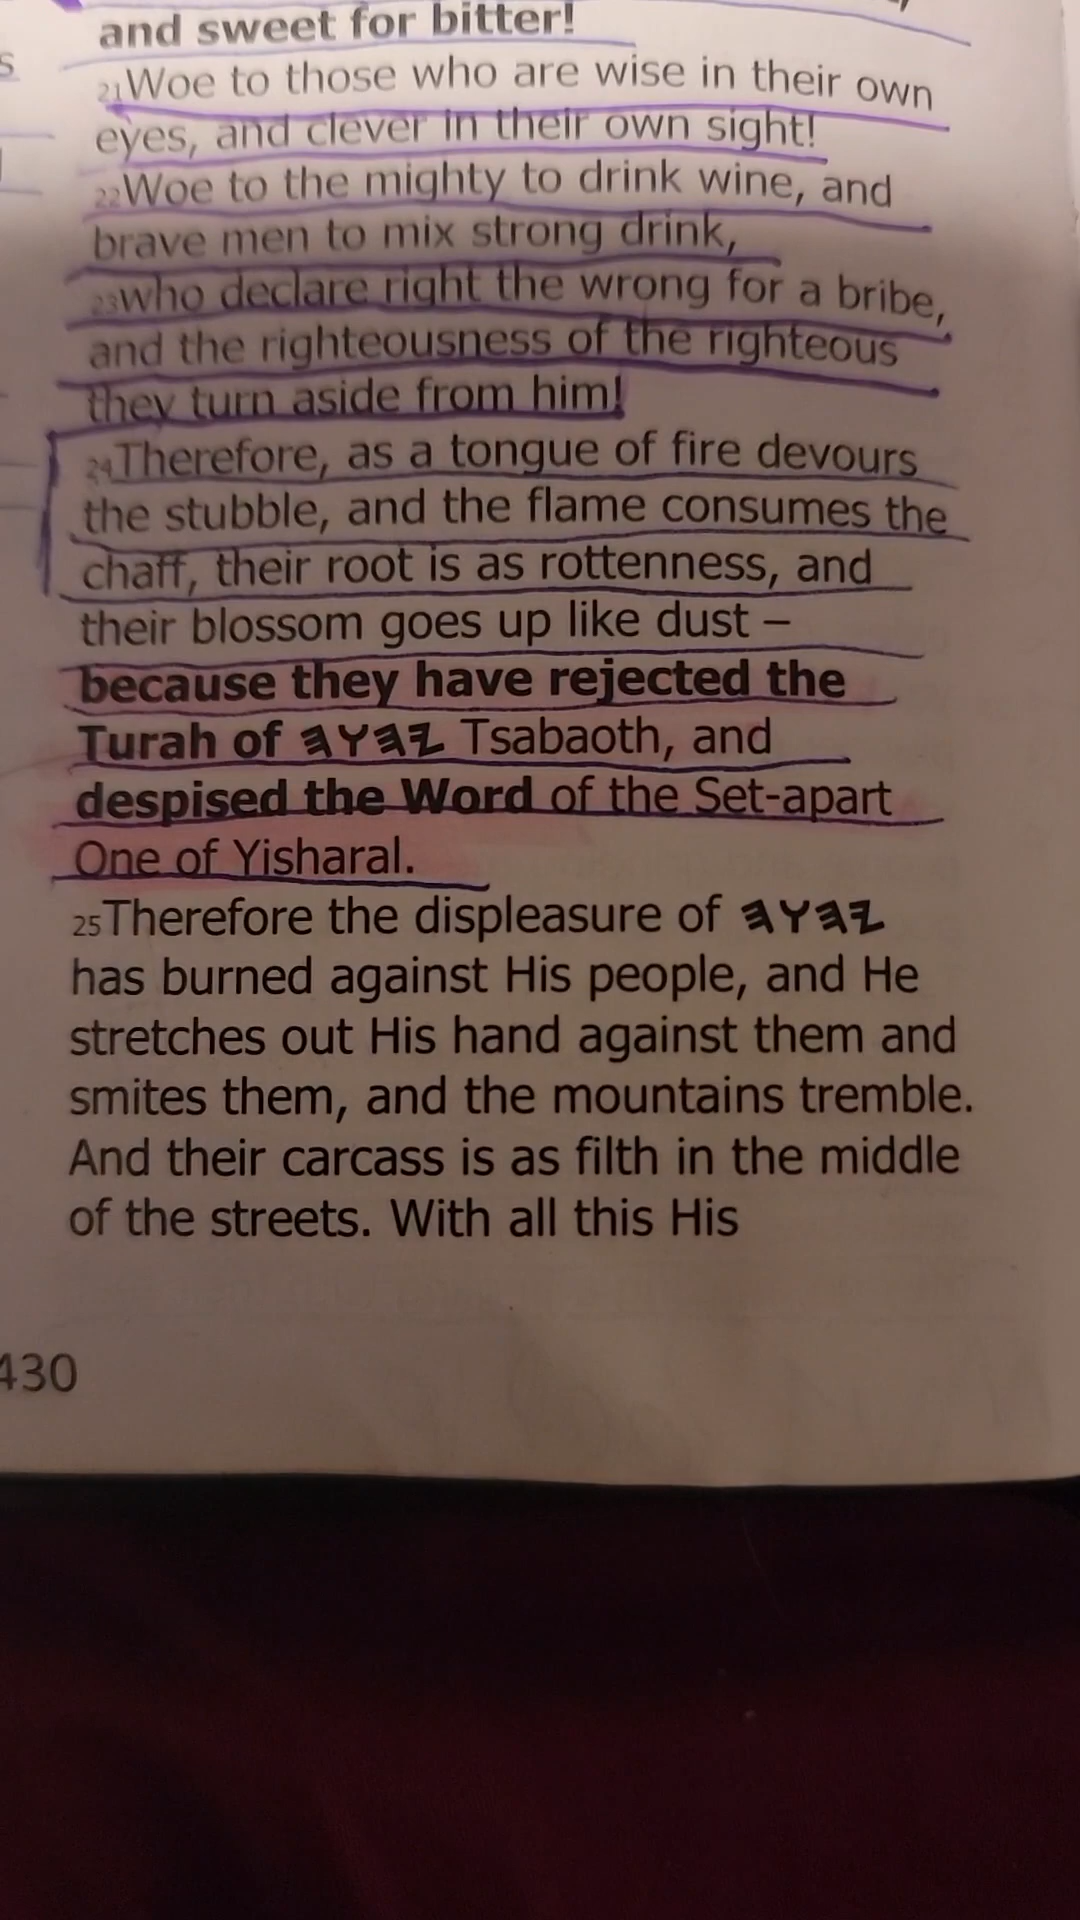 and sweet for bitter!
21Woe to those who are wise in their own
eyes, and clever in their own sight!
22Woe to the mighty to drink wine, and
brave men to mix strong drink,
23who declare right the wrong for a bribe,
and the righteousness of the righteous
they turn aside from him!
24Therefore, as a tongue of fire devours
the stubble, and the flame consumes the
chaff, their root is as rottenness, and
their blossom goes up like dust –
because they have rejected the
Turah of 𐤉𐤄𐤅𐤄 Tsabaoth, and
despised the Word of the Set-apart
One of Yisharal.
25Therefore the displeasure of 𐤉𐤄𐤅𐤄
has burned against His people, and He
stretches out His hand against them and
smites them, and the mountains tremble.
And their carcass is as filth in the middle
of the streets. With all this His
430